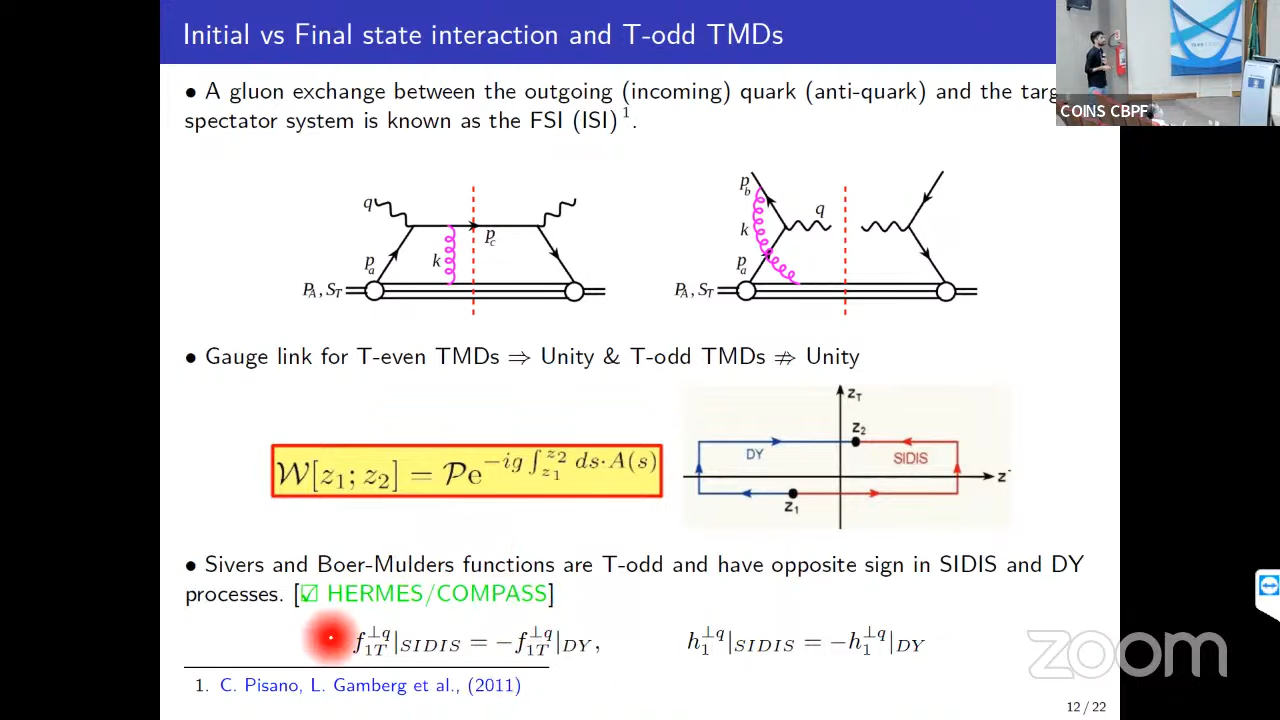 Initial vs Final state interaction and T-odd TMDs
• A gluon exchange between the outgoing (incoming) quark (anti-quark) and the targ
spectator system is known as the FSI (ISI) 1.
COINS CBPF
q
p_c
k
p_a
P_A, S_T
p_b
q
k
p_a
P_A, S_T
• Gauge link for T-even TMDs ⇒ Unity & T-odd TMDs ⇏ Unity
W[z_1; z_2] = Pe^{-ig ∫_{z_1}^{z_2} ds·A(s)}
z_T
z_2
DY
SIDIS
z^-
z_1
• Sivers and Boer-Mulders functions are T-odd and have opposite sign in SIDIS and DY
processes. [☑ HERMES/COMPASS]
f_{1T}^{⊥q}|_{SIDIS} = −f_{1T}^{⊥q}|_{DY}, h_1^{⊥q}|_{SIDIS} = −h_1^{⊥q}|_{DY}
zoom
1. C. Pisano, L. Gamberg et al., (2011)
12 / 22